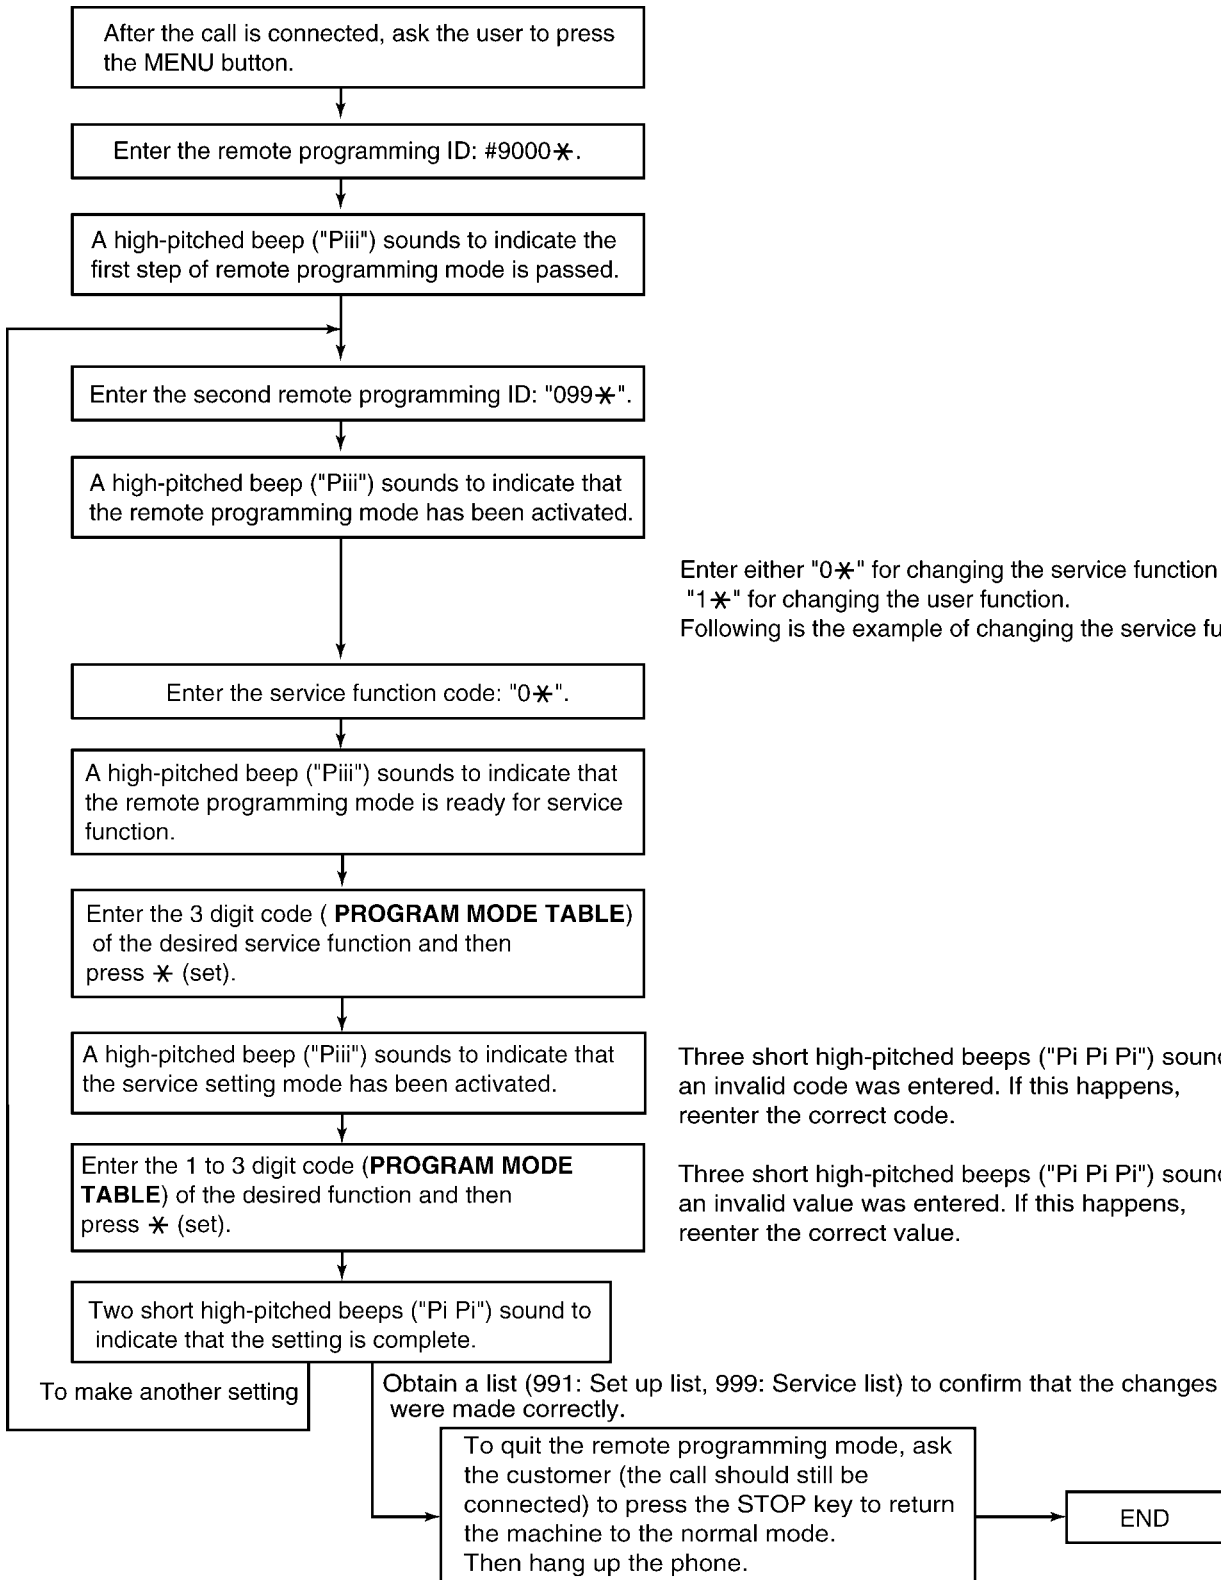 After the call is connected, ask the user to press
the MENU button.
Enter the remote programming ID: #9000✻.
A high-pitched beep ("Piii") sounds to indicate the
first step of remote programming mode is passed.
Enter the second remote programming ID: "099✻".
A high-pitched beep ("Piii") sounds to indicate that
the remote programming mode has been activated.
Enter either "0✻" for changing the service function
"1✻" for changing the user function.
Following is the example of changing the service
Enter the service function code: "0✻".
A high-pitched beep ("Piii") sounds to indicate that
the remote programming mode is ready for service
function.
Enter the 3 digit code ( PROGRAM MODE TABLE)
of the desired service function and then
press ✻ (set).
A high-pitched beep ("Piii") sounds to indicate that
the service setting mode has been activated.
Three short high-pitched beeps ("Pi Pi Pi") sound
an invalid code was entered. If this happens,
reenter the correct code.
Enter the 1 to 3 digit code (PROGRAM MODE
TABLE) of the desired function and then
press ✻ (set).
Three short high-pitched beeps ("Pi Pi Pi") sound
an invalid value was entered. If this happens,
reenter the correct value.
Two short high-pitched beeps ("Pi Pi") sound to
indicate that the setting is complete.
To make another setting
Obtain a list (991: Set up list, 999: Service list) to confirm that the changes
were made correctly.
To quit the remote programming mode, ask
the customer (the call should still be
connected) to press the STOP key to return
the machine to the normal mode.
Then hang up the phone.
END